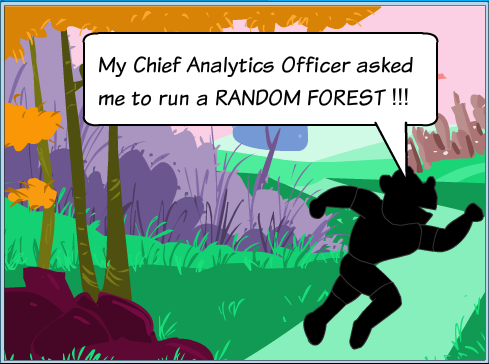 My Chief Analytics Officer asked
me to run a RANDOM FOREST !!!